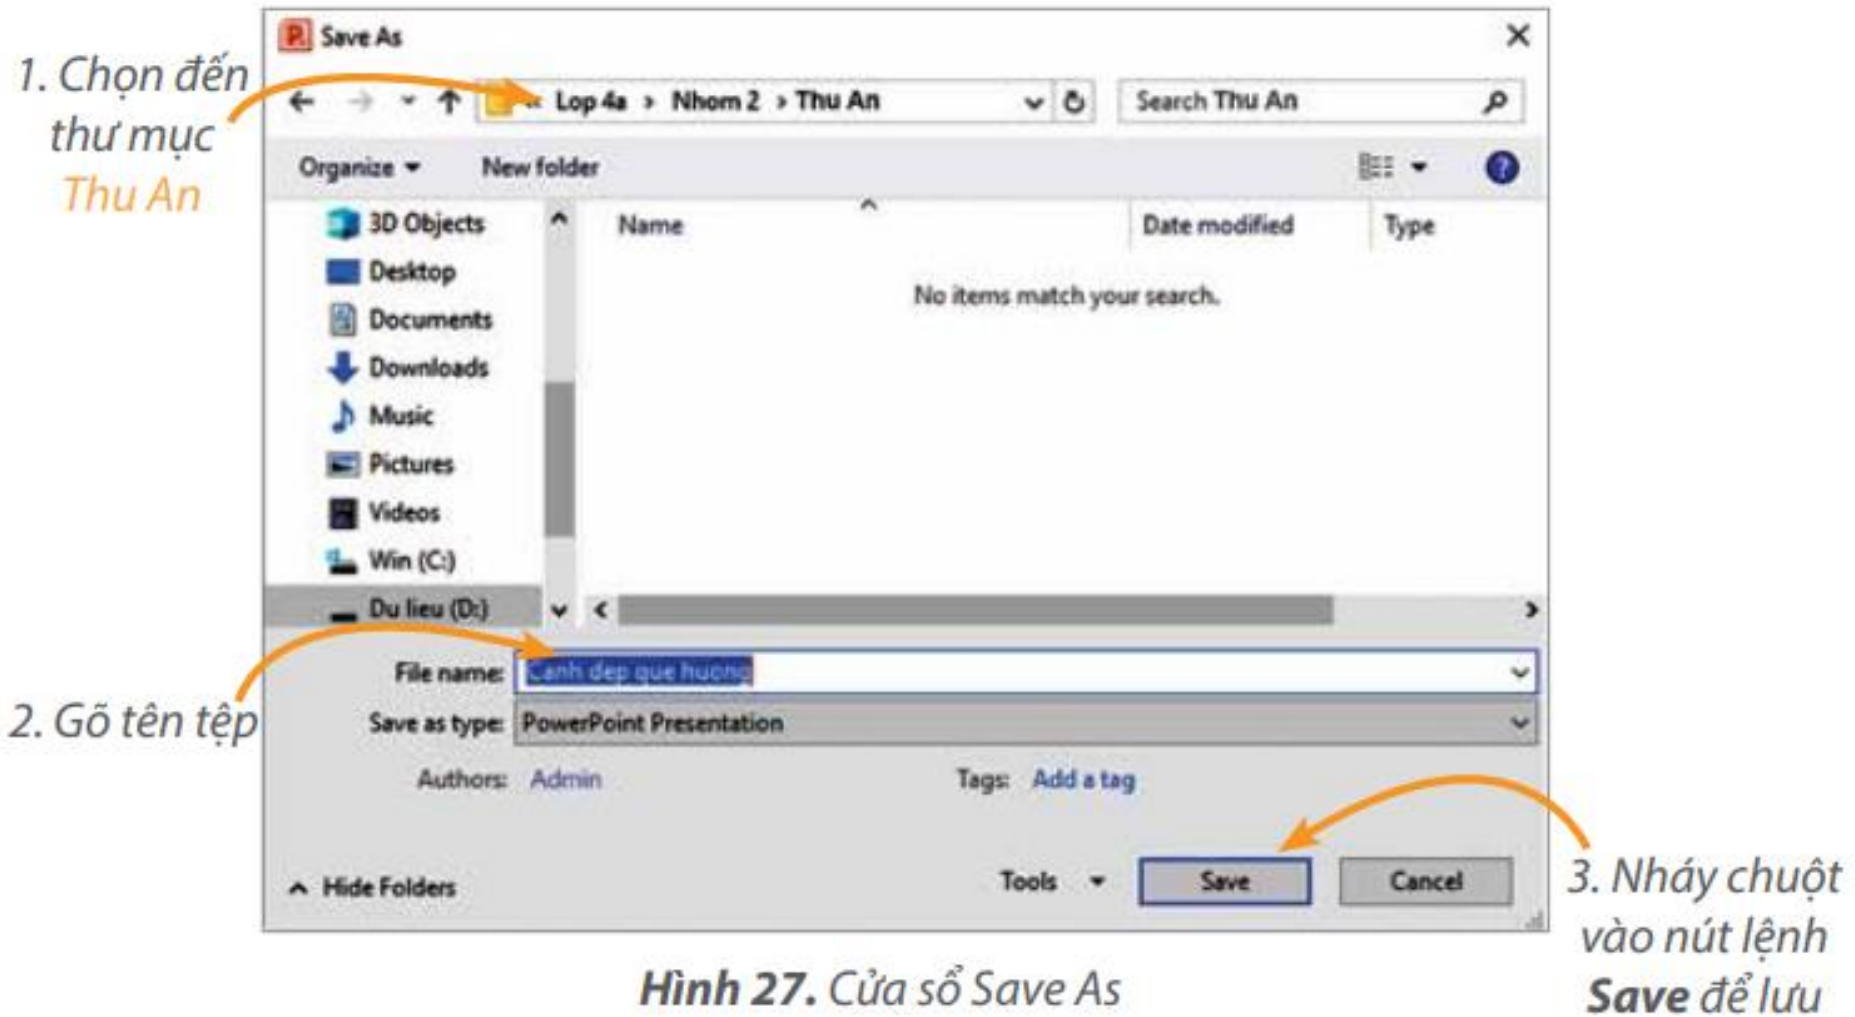 Save As
1. Chọn đến
thư mục
Thu An
« Lop 4a › Nhom 2 › Thu An
Search Thu An
Organize
New folder
3D Objects
Desktop
Documents
Downloads
Music
Pictures
Videos
Win (C:)
Du lieu (D:)
Name
Date modified
Type
No items match your search.
2. Gõ tên tệp
File name: Canh dep que huong
Save as type: PowerPoint Presentation
Authors: Admin
Tags: Add a tag
Hide Folders
Tools
Save
Cancel
3. Nháy chuột
vào nút lệnh
Save để lưu
Hình 27. Cửa sổ Save As